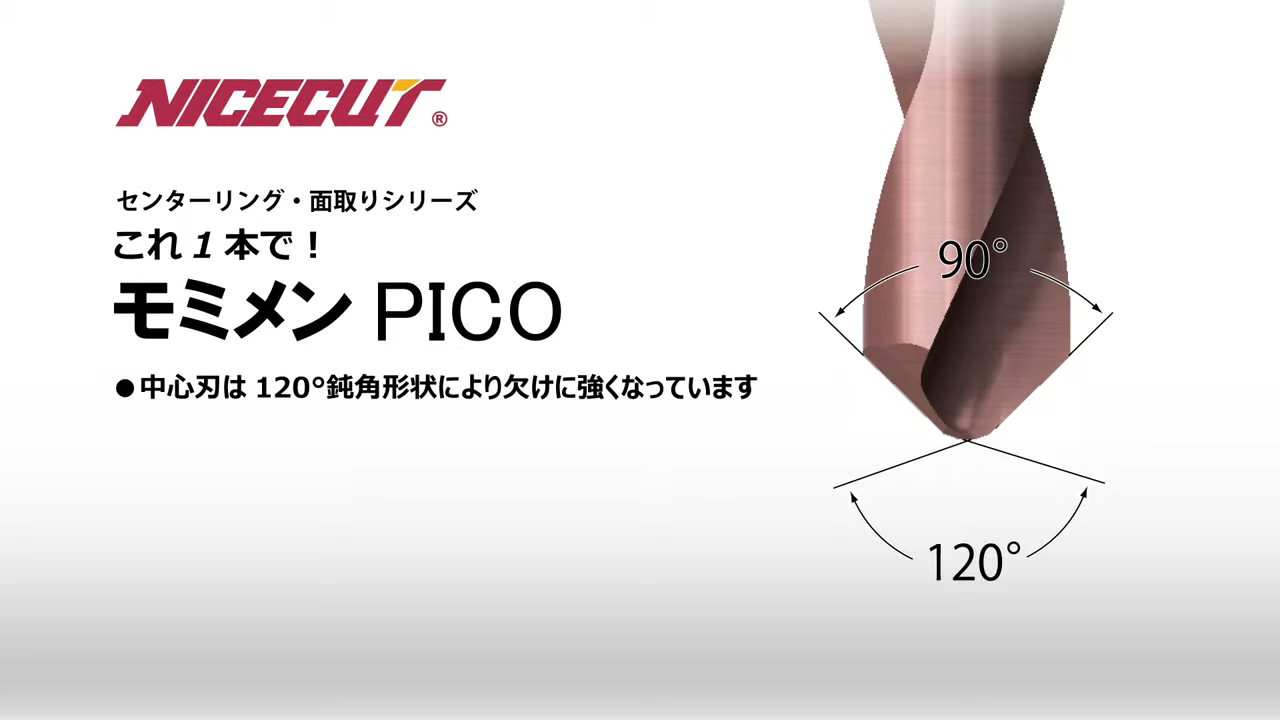 NICECUT®
センターリング・面取りシリーズ
これ1本で！
モミメン PICO
●中心刃は 120°鈍角形状により欠けに強くなっています
90°
120°